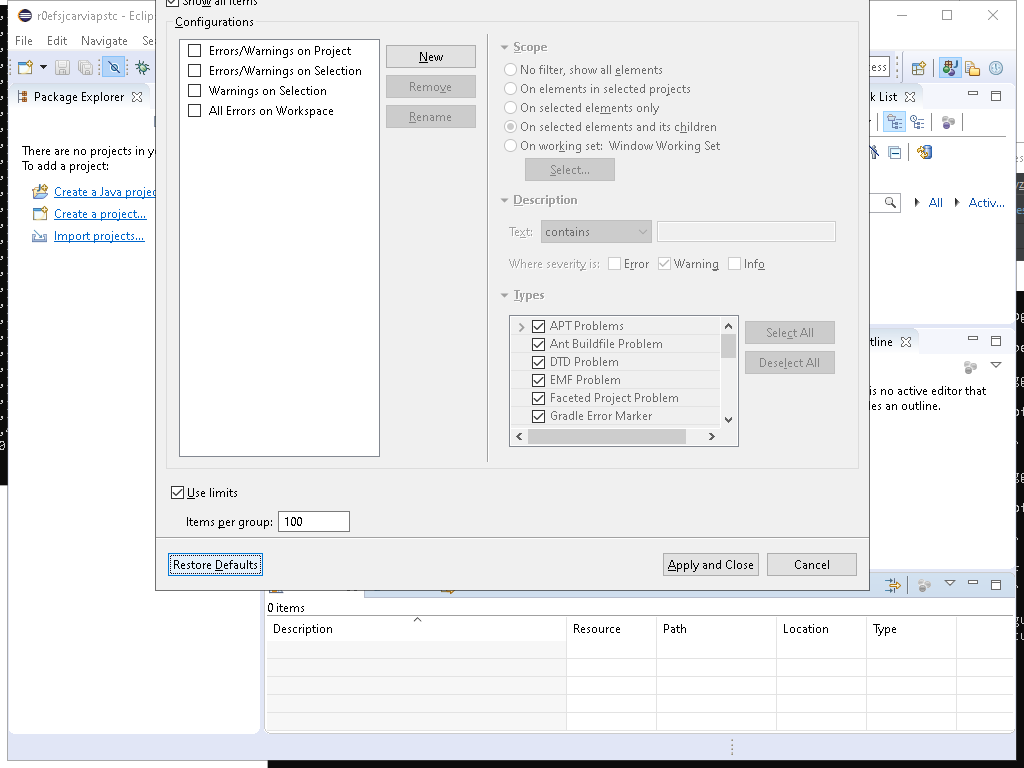 r0efsjcarviapstc - Eclip
Show all items
File Edit Navigate Se
Configurations
Errors/Warnings on Project
Errors/Warnings on Selection
Warnings on Selection
All Errors on Workspace
New
Remove
Rename
Scope
No filter, show all elements
On elements in selected projects
On selected elements only
On selected elements and its children
On working set: Window Working Set
Select...
Description
Text: contains
Where severity is: Error Warning Info
Types
APT Problems
Ant Buildfile Problem
DTD Problem
EMF Problem
Faceted Project Problem
Gradle Error Marker
Select All
Deselect All
Use limits
Items per group: 100
Restore Defaults
Apply and Close
Cancel
Package Explorer
There are no projects in y
To add a project:
Create a Java projec
Create a project...
Import projects...
ess
k List
All Activ...
tline
is no active editor that
les an outline.
0 items
Description Resource Path Location Type